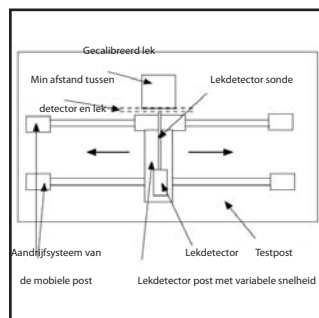 Gecalibreerd lek
Min afstand tussen
Lekdetector sonde
detector en lek
Aandrijfsysteem van
Lekdetector
Testpost
de mobiele post
Lekdetector post met variabele snelheid